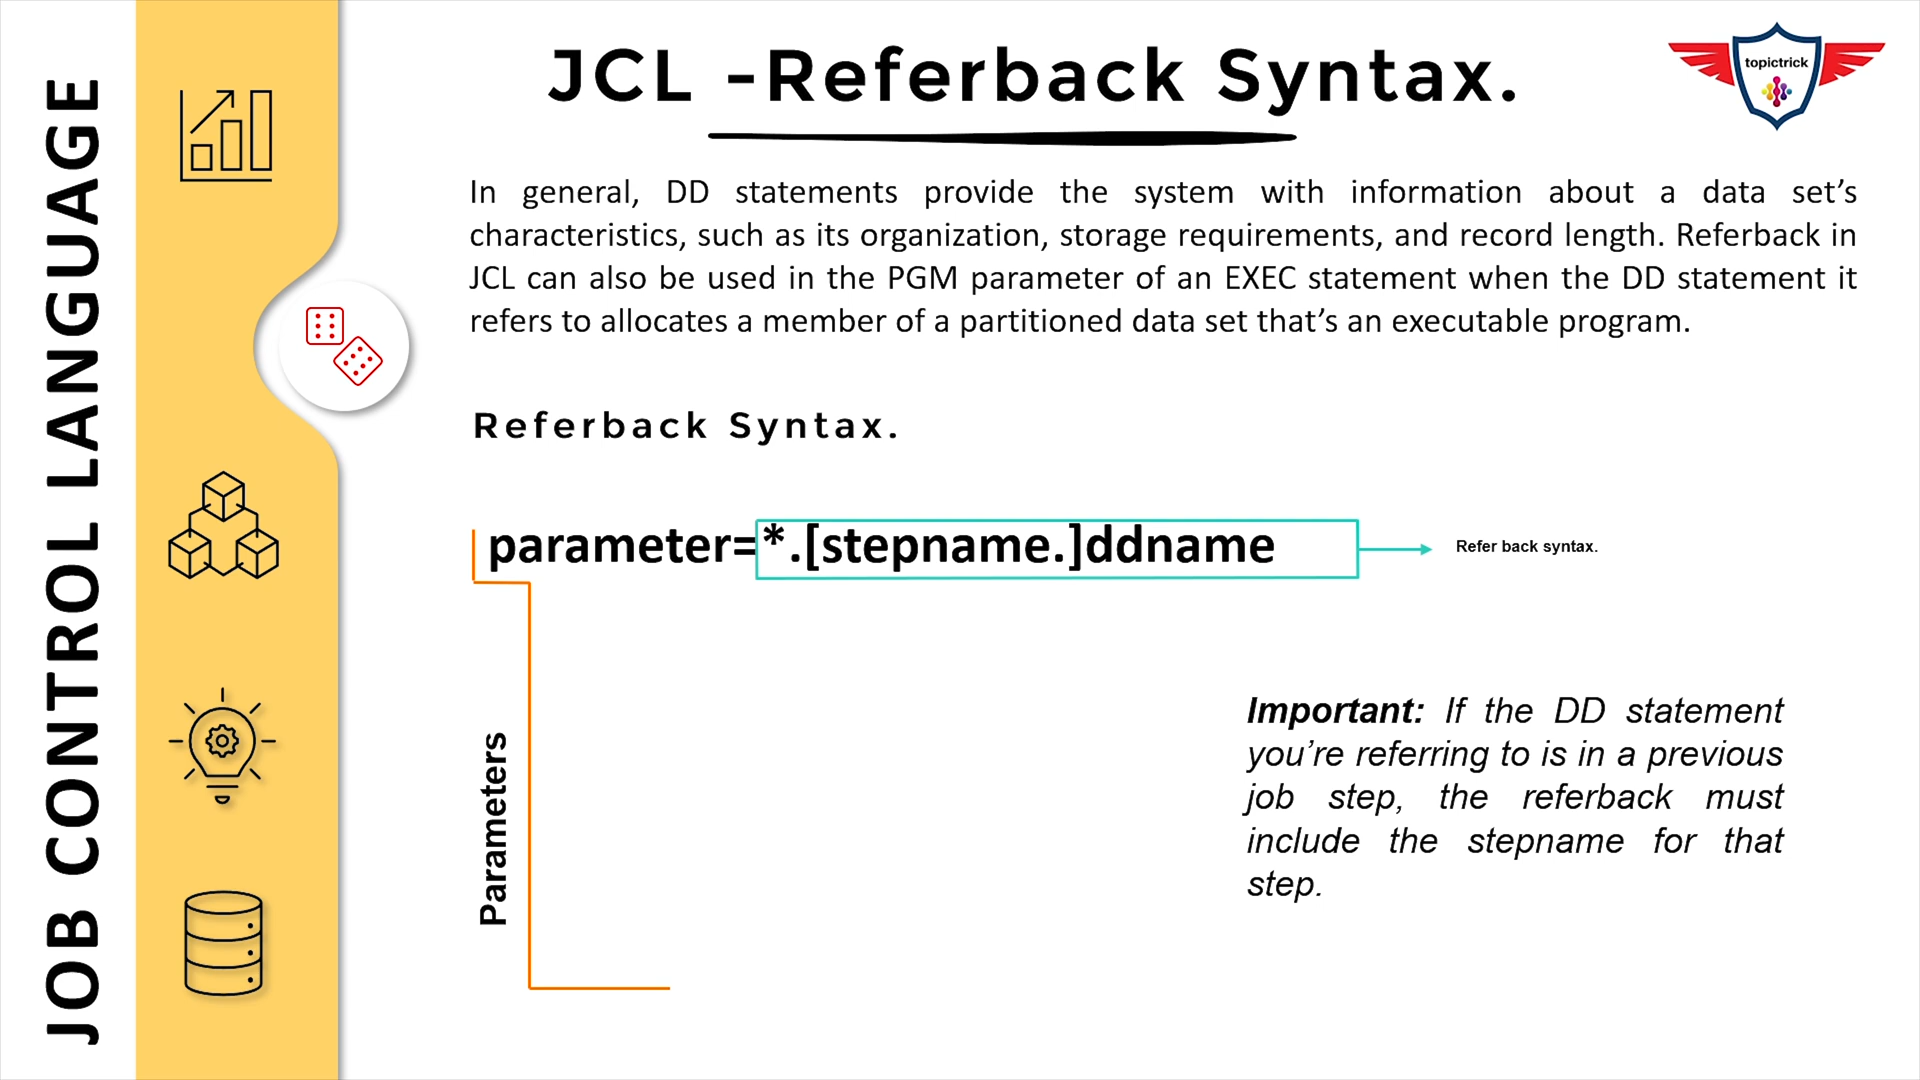 JOB CONTROL LANGUAGE
JCL -Referback Syntax.
topictrick
In general, DD statements provide the system with information about a data set’s
characteristics, such as its organization, storage requirements, and record length. Referback in
JCL can also be used in the PGM parameter of an EXEC statement when the DD statement it
refers to allocates a member of a partitioned data set that’s an executable program.
Referback Syntax.
parameter=*.[stepname.]ddname
Refer back syntax.
Parameters
Important: If the DD statement
you’re referring to is in a previous
job step, the referback must
include the stepname for that
step.